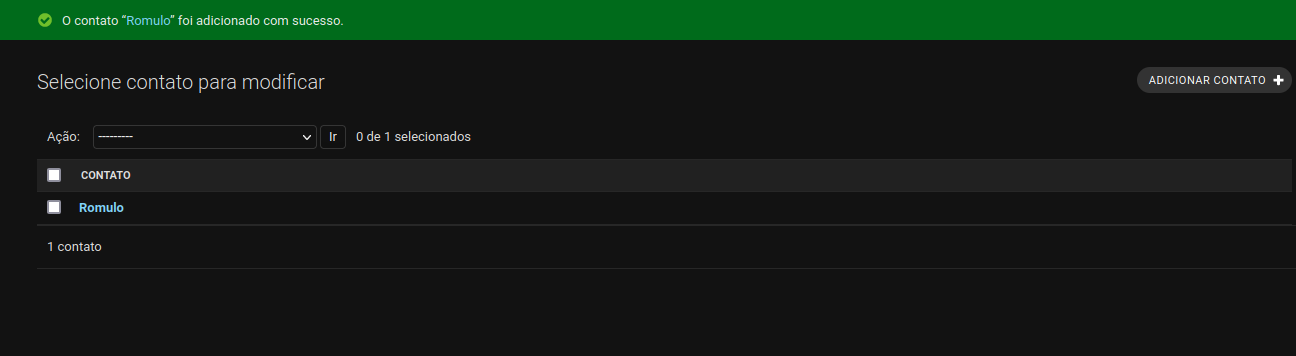 O contato “Romulo” foi adicionado com sucesso.
Selecione contato para modificar
ADICIONAR CONTATO
Ação: --------- Ir 0 de 1 selecionados
CONTATO
Romulo
1 contato